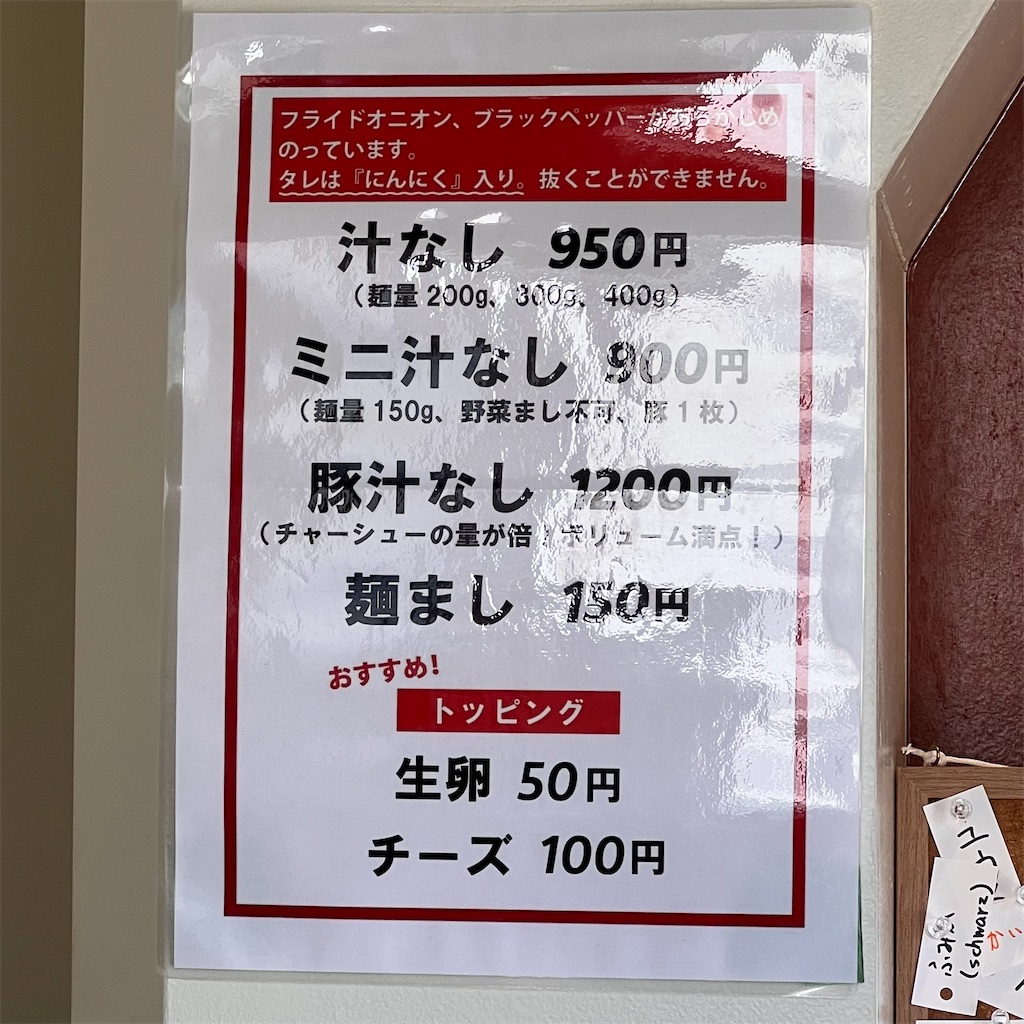 フライドオニオン、ブラックペッパーがあらかじめ
のっています。
タレは『にんにく』入り。抜くことができません。
汁なし 950円
（麺量 200g、300g、400g）
ミニ汁なし 900円
（麺量 150g、野菜まし不可、豚1枚）
豚汁なし 1200円
（チャーシューの量が倍！ボリューム満点！）
麺まし 150円
おすすめ！
トッピング
生卵 50円
チーズ 100円
(schwarz)